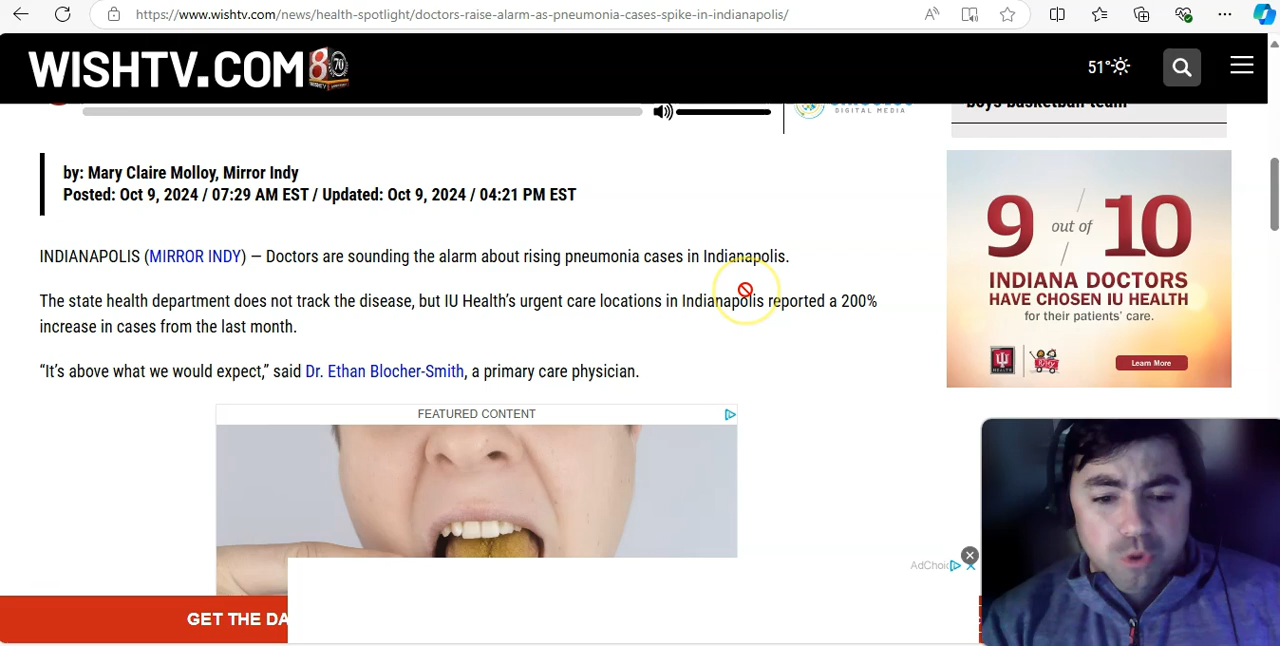 https://www.wishtv.com/news/health-spotlight/doctors-raise-alarm-as-pneumonia-cases-spike-in-indianapolis/
WISHTV.COM 8 70
51°
DIGITAL MEDIA
boys basketball team
by: Mary Claire Molloy, Mirror Indy
Posted: Oct 9, 2024 / 07:29 AM EST / Updated: Oct 9, 2024 / 04:21 PM EST
INDIANAPOLIS (MIRROR INDY) — Doctors are sounding the alarm about rising pneumonia cases in Indianapolis.
The state health department does not track the disease, but IU Health’s urgent care locations in Indianapolis reported a 200%
increase in cases from the last month.
“It’s above what we would expect,” said Dr. Ethan Blocher-Smith, a primary care physician.
FEATURED CONTENT
9 out of 10
INDIANA DOCTORS
HAVE CHOSEN IU HEALTH
for their patients' care.
Learn More
AdChoic
GET THE DA